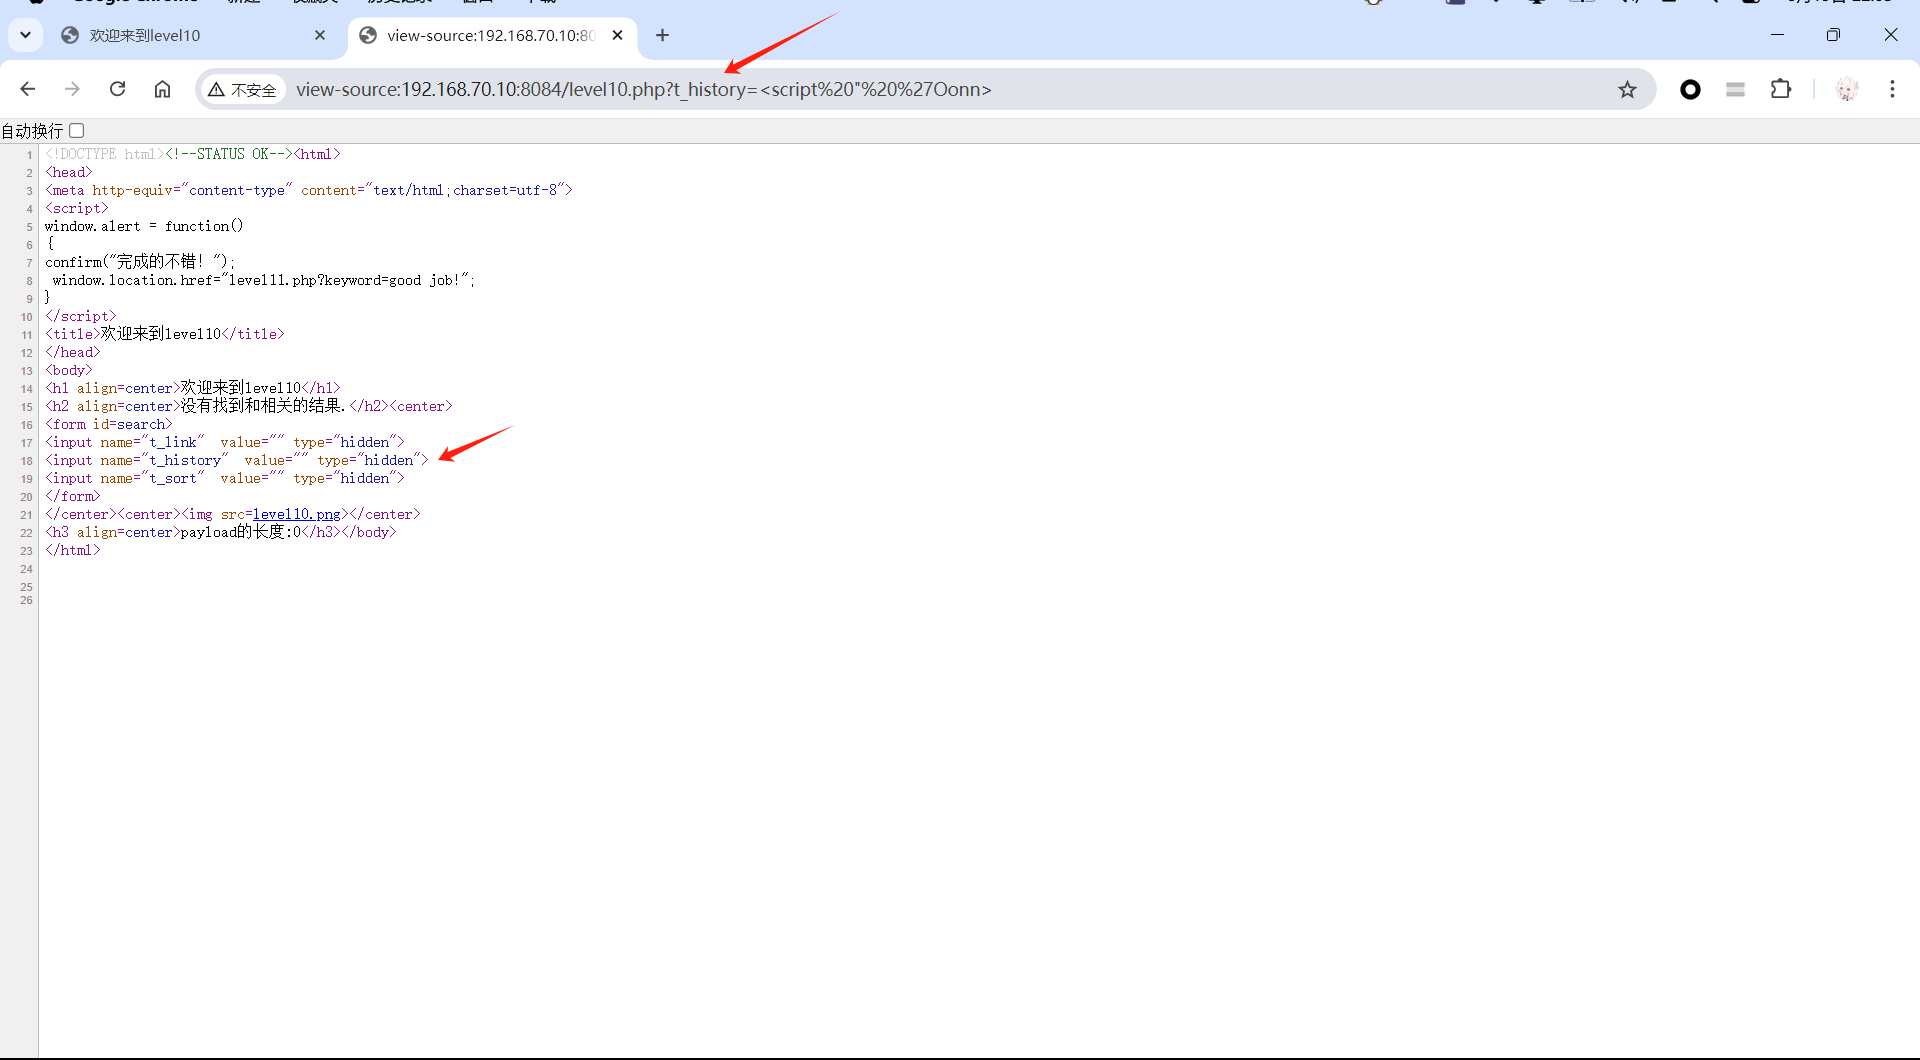 Google Chrome
欢迎来到level10
view-source:192.168.70.10:80
不安全
view-source:192.168.70.10:8084/level10.php?t_history=<script%20"%20%27Oonn>
自动换行
1 <!DOCTYPE html><!--STATUS OK--><html>
2 <head>
3 <meta http-equiv="content-type" content="text/html;charset=utf-8">
4 <script>
5 window.alert = function()
6 {
7 confirm("完成的不错！");
8 window.location.href="level11.php?keyword=good job!";
9 }
10 </script>
11 <title>欢迎来到level10</title>
12 </head>
13 <body>
14 <h1 align=center>欢迎来到level10</h1>
15 <h2 align=center>没有找到和相关的结果.</h2><center>
16 <form id=search>
17 <input name="t_link"  value="" type="hidden">
18 <input name="t_history"  value="" type="hidden">
19 <input name="t_sort"  value="" type="hidden">
20 </form>
21 </center><center><img src=level10.png></center>
22 <h3 align=center>payload的长度:0</h3></body>
23 </html>
24
25
26